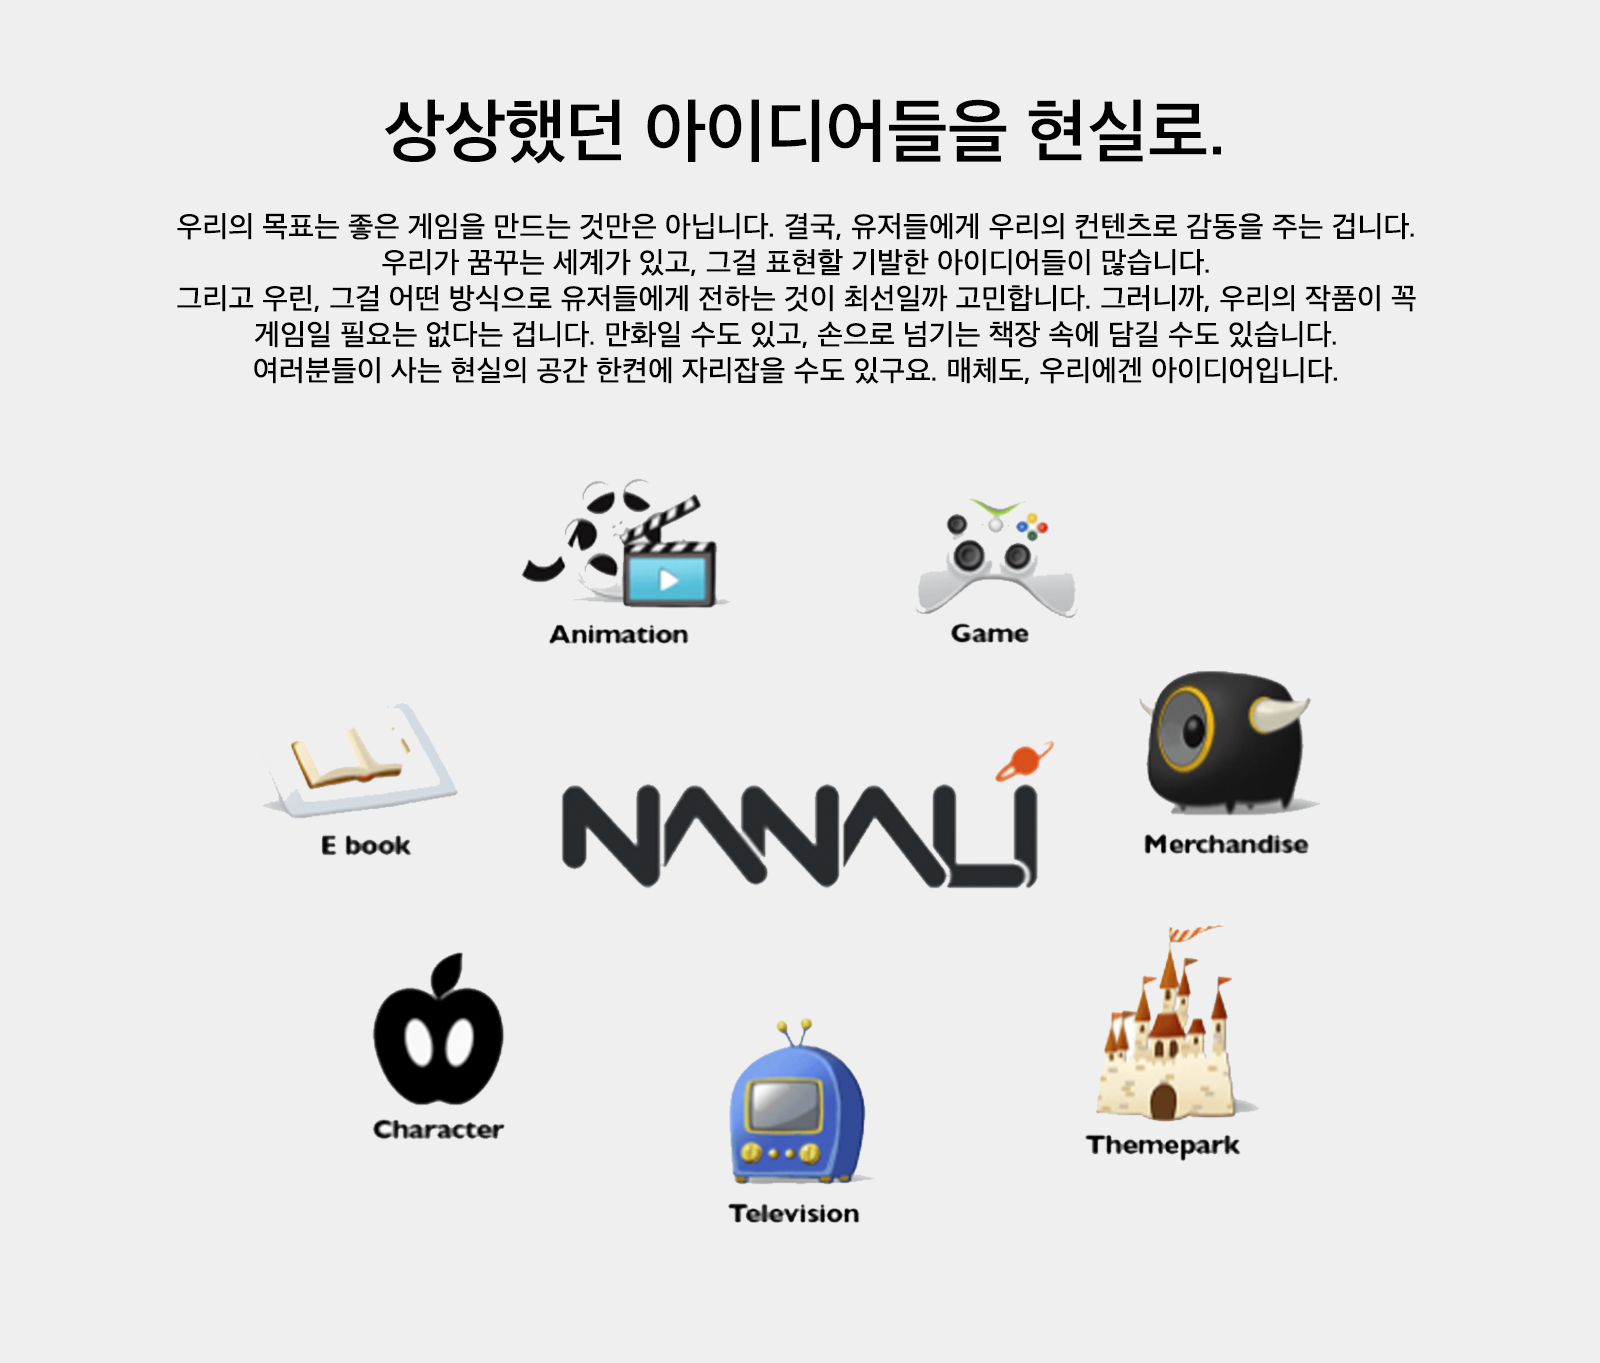 상상했던 아이디어들을 현실로.
우리의 목표는 좋은 게임을 만드는 것만은 아닙니다. 결국, 유저들에게 우리의 컨텐츠로 감동을 주는 겁니다.
우리가 꿈꾸는 세계가 있고, 그걸 표현할 기발한 아이디어들이 많습니다.
그리고 우린, 그걸 어떤 방식으로 유저들에게 전하는 것이 최선일까 고민합니다. 그러니까, 우리의 작품이 꼭
게임일 필요는 없다는 겁니다. 만화일 수도 있고, 손으로 넘기는 책장 속에 담길 수도 있습니다.
여러분들이 사는 현실의 공간 한켠에 자리잡을 수도 있구요. 매체도, 우리에겐 아이디어입니다.
Animation
Game
E book
NANALI
Merchandise
Character
Television
Themepark